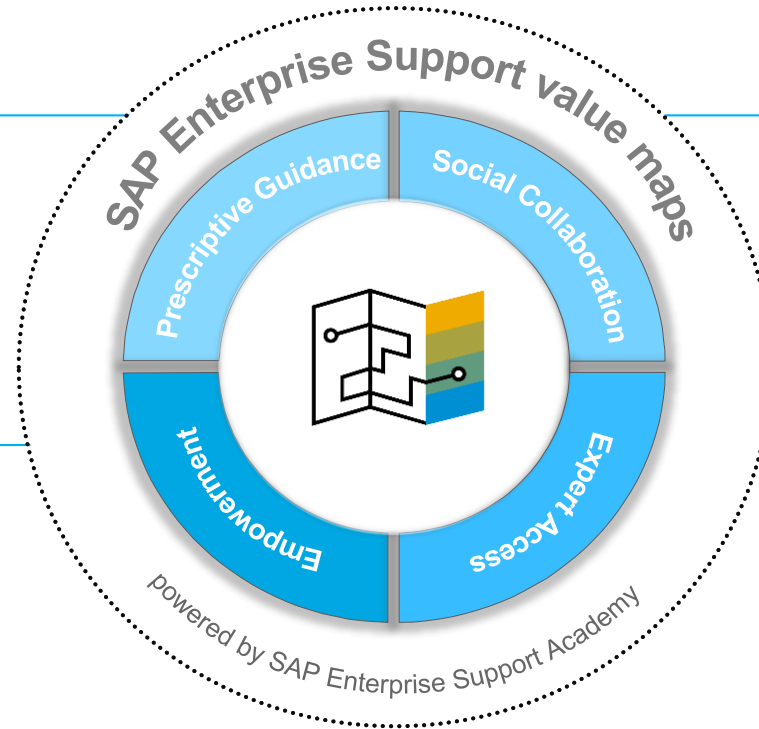 SAP Enterprise Support value maps
Prescriptive Guidance
Social Collaboration
Empowerment
Expert Access
powered by SAP Enterprise Support Academy